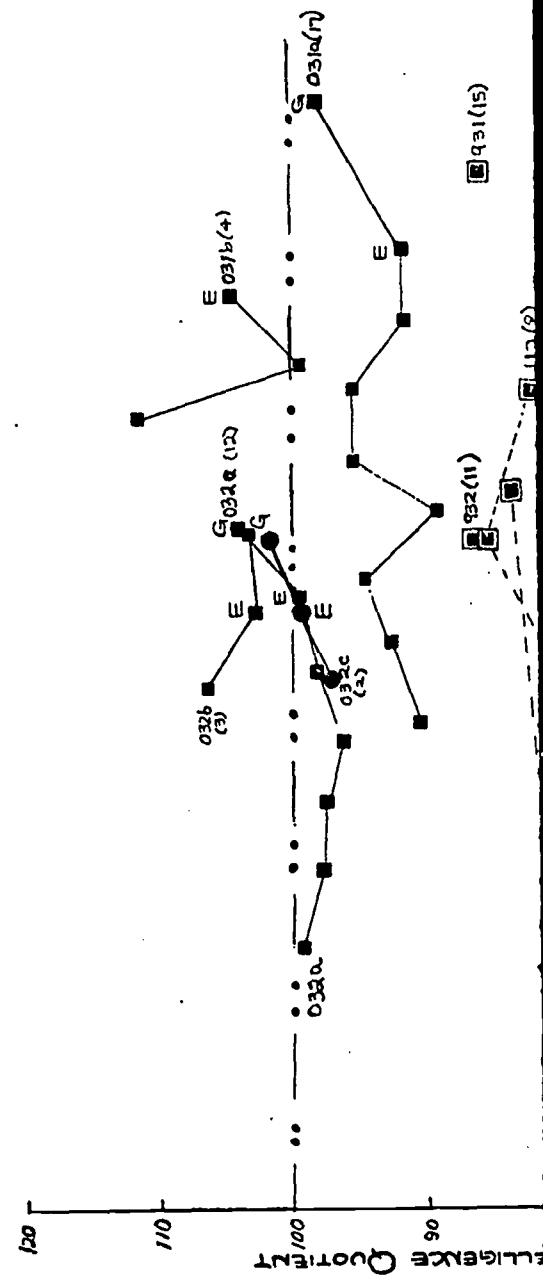 120
110
100
90
ELLIGENCE QUOTIENT
032b
(3)
E
G 032a (12)
G
E
E
032c
(2)
032a
E 031b(4)
G 031a(17)
E
932(11)
931(15)